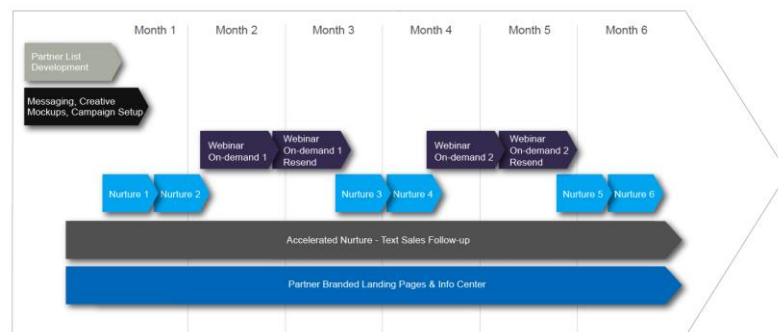 Month 1
Month 2
Month 3
Month 4
Month 5
Month 6
Partner List
Development
Messaging, Creative
Mockups, Campaign Setup
Webinar
On-demand 1
Webinar
On-demand 1
Resend
Webinar
On-demand 2
Webinar
On-demand 2
Resend
Nurture 1
Nurture 2
Nurture 3
Nurture 4
Nurture 5
Nurture 6
Accelerated Nurture - Text Sales Follow-up
Partner Branded Landing Pages & Info Center